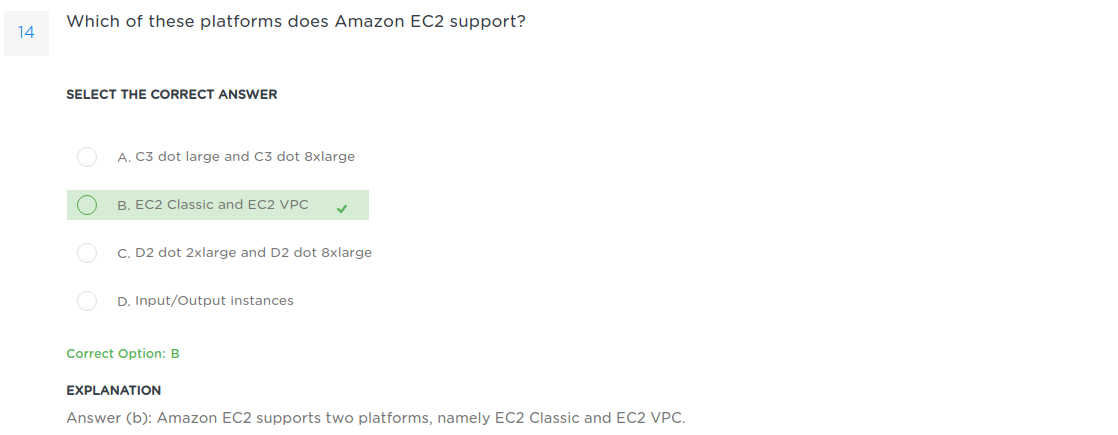 14
Which of these platforms does Amazon EC2 support?
SELECT THE CORRECT ANSWER
A. C3 dot large and C3 dot 8xlarge
B. EC2 Classic and EC2 VPC
C. D2 dot 2xlarge and D2 dot 8xlarge
D. Input/Output instances
Correct Option: B
EXPLANATION
Answer (b): Amazon EC2 supports two platforms, namely EC2 Classic and EC2 VPC.